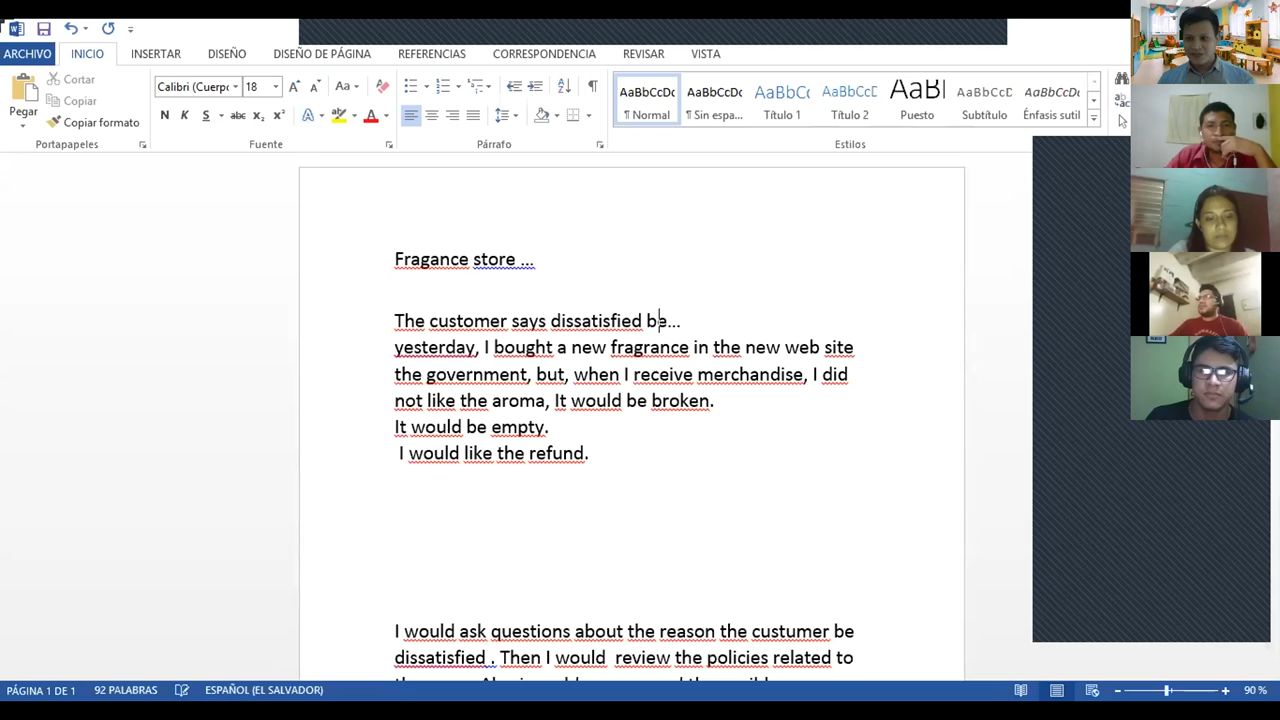 ARCHIVO INICIO INSERTAR DISEÑO DISEÑO DE PÁGINA REFERENCIAS CORRESPONDENCIA REVISAR VISTA
Pegar
Cortar
Copiar
Copiar formato
Portapapeles
Calibri (Cuerpo 18
Fuente
Párrafo
AaBbCcDc AaBbCcDc AaBbCc AaBbCcD AaBl AaBbCcD AaBbCcDc
¶ Normal ¶ Sin espa... Título 1 Título 2 Puesto Subtítulo Énfasis sutil
Estilos
Fragance store ...
The customer says dissatisfied be...
yesterday, I bought a new fragrance in the new web site
the government, but, when I receive merchandise, I did
not like the aroma, It would be broken.
It would be empty.
I would like the refund.
I would ask questions about the reason the custumer be
dissatisfied . Then I would review the policies related to
PÁGINA 1 DE 1 92 PALABRAS ESPAÑOL (EL SALVADOR) 90 %